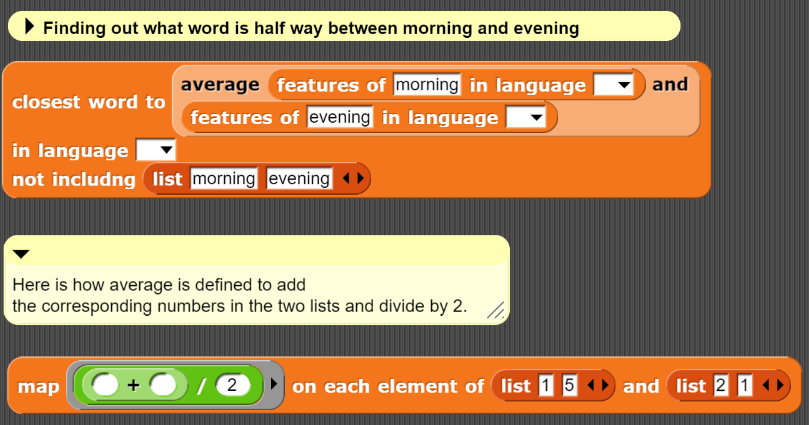 Finding out what word is half way between morning and evening
average features of morning in language and
closest word to
features of evening in language
in language
not includng list morning evening
Here is how average is defined to add
the corresponding numbers in the two lists and divide by 2.
map + / 2 on each element of list 1 5 and list 2 1